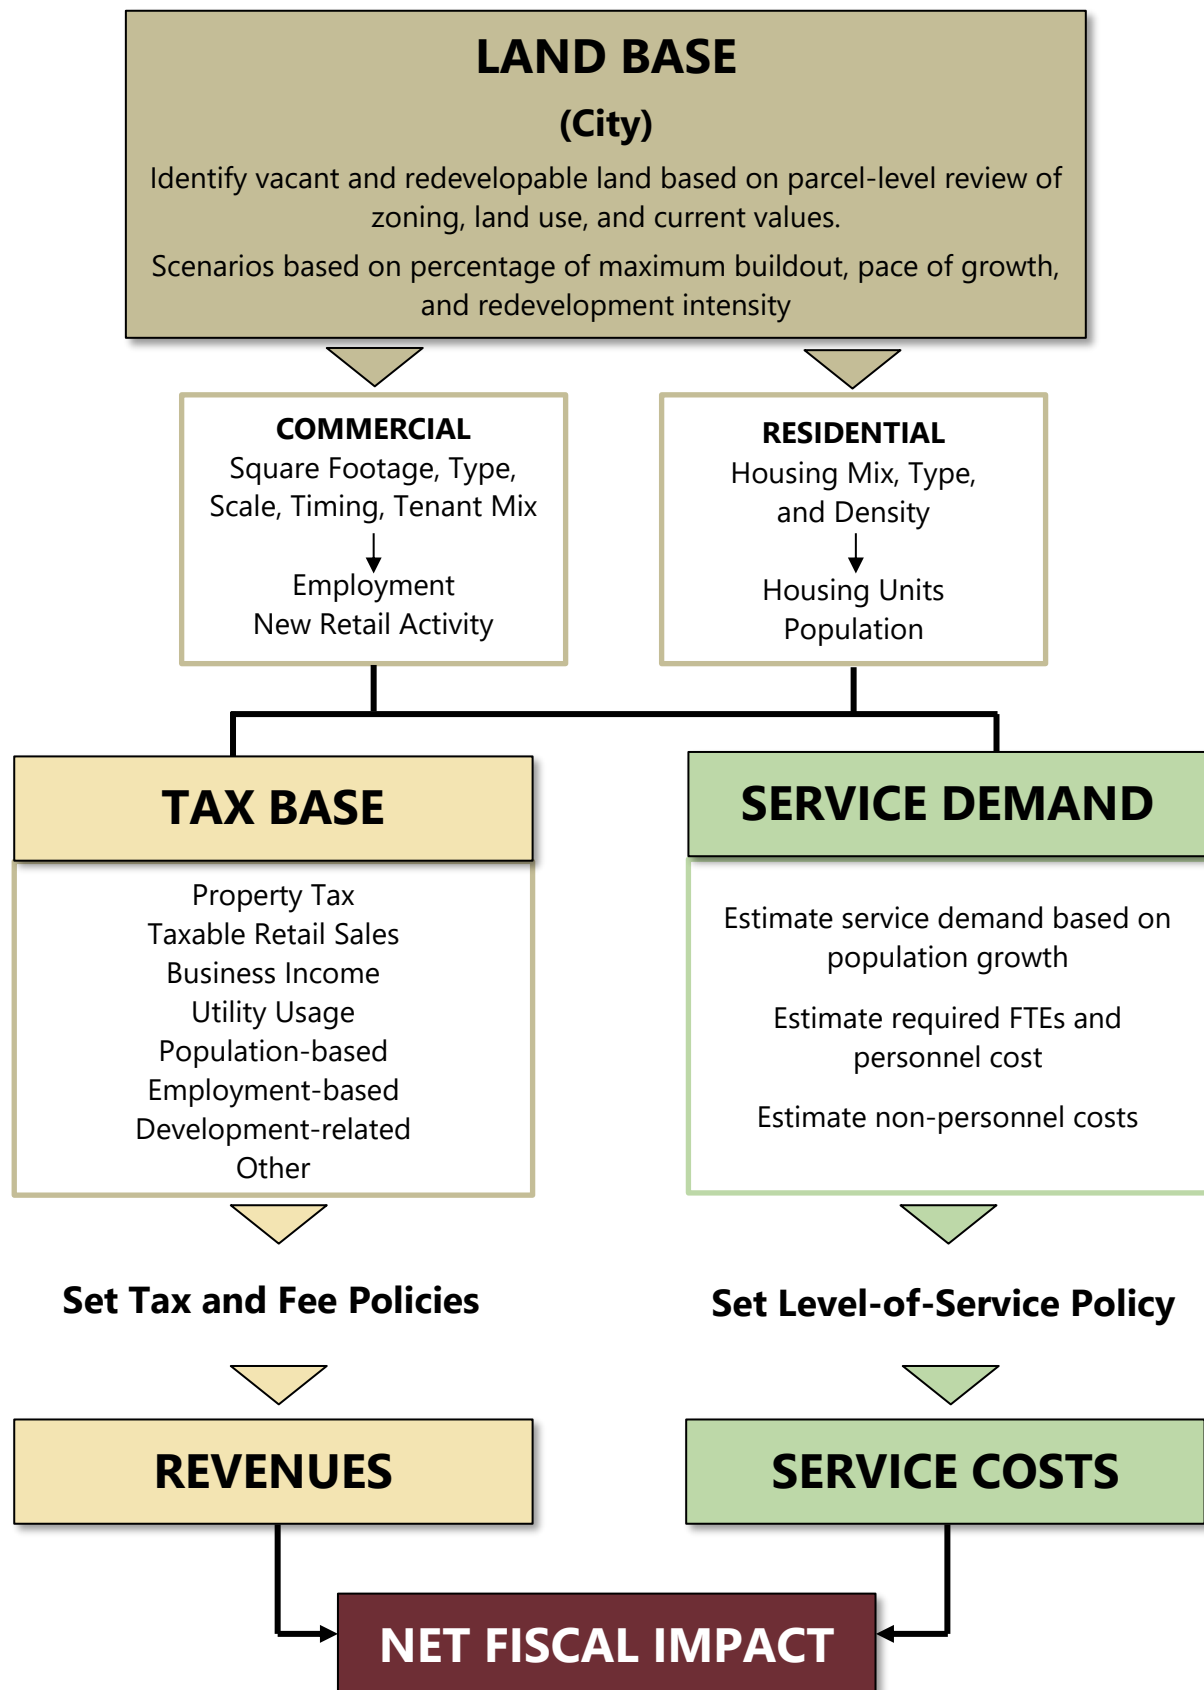 LAND BASE
(City)
Identify vacant and redevelopable land based on parcel-level review of
zoning, land use, and current values.
Scenarios based on percentage of maximum buildout, pace of growth,
and redevelopment intensity
COMMERCIAL
Square Footage, Type,
Scale, Timing, Tenant Mix
Employment
New Retail Activity
RESIDENTIAL
Housing Mix, Type,
and Density
Housing Units
Population
TAX BASE
Property Tax
Taxable Retail Sales
Business Income
Utility Usage
Population-based
Employment-based
Development-related
Other
SERVICE DEMAND
Estimate service demand based on
population growth
Estimate required FTEs and
personnel cost
Estimate non-personnel costs
Set Tax and Fee Policies
Set Level-of-Service Policy
REVENUES
SERVICE COSTS
NET FISCAL IMPACT